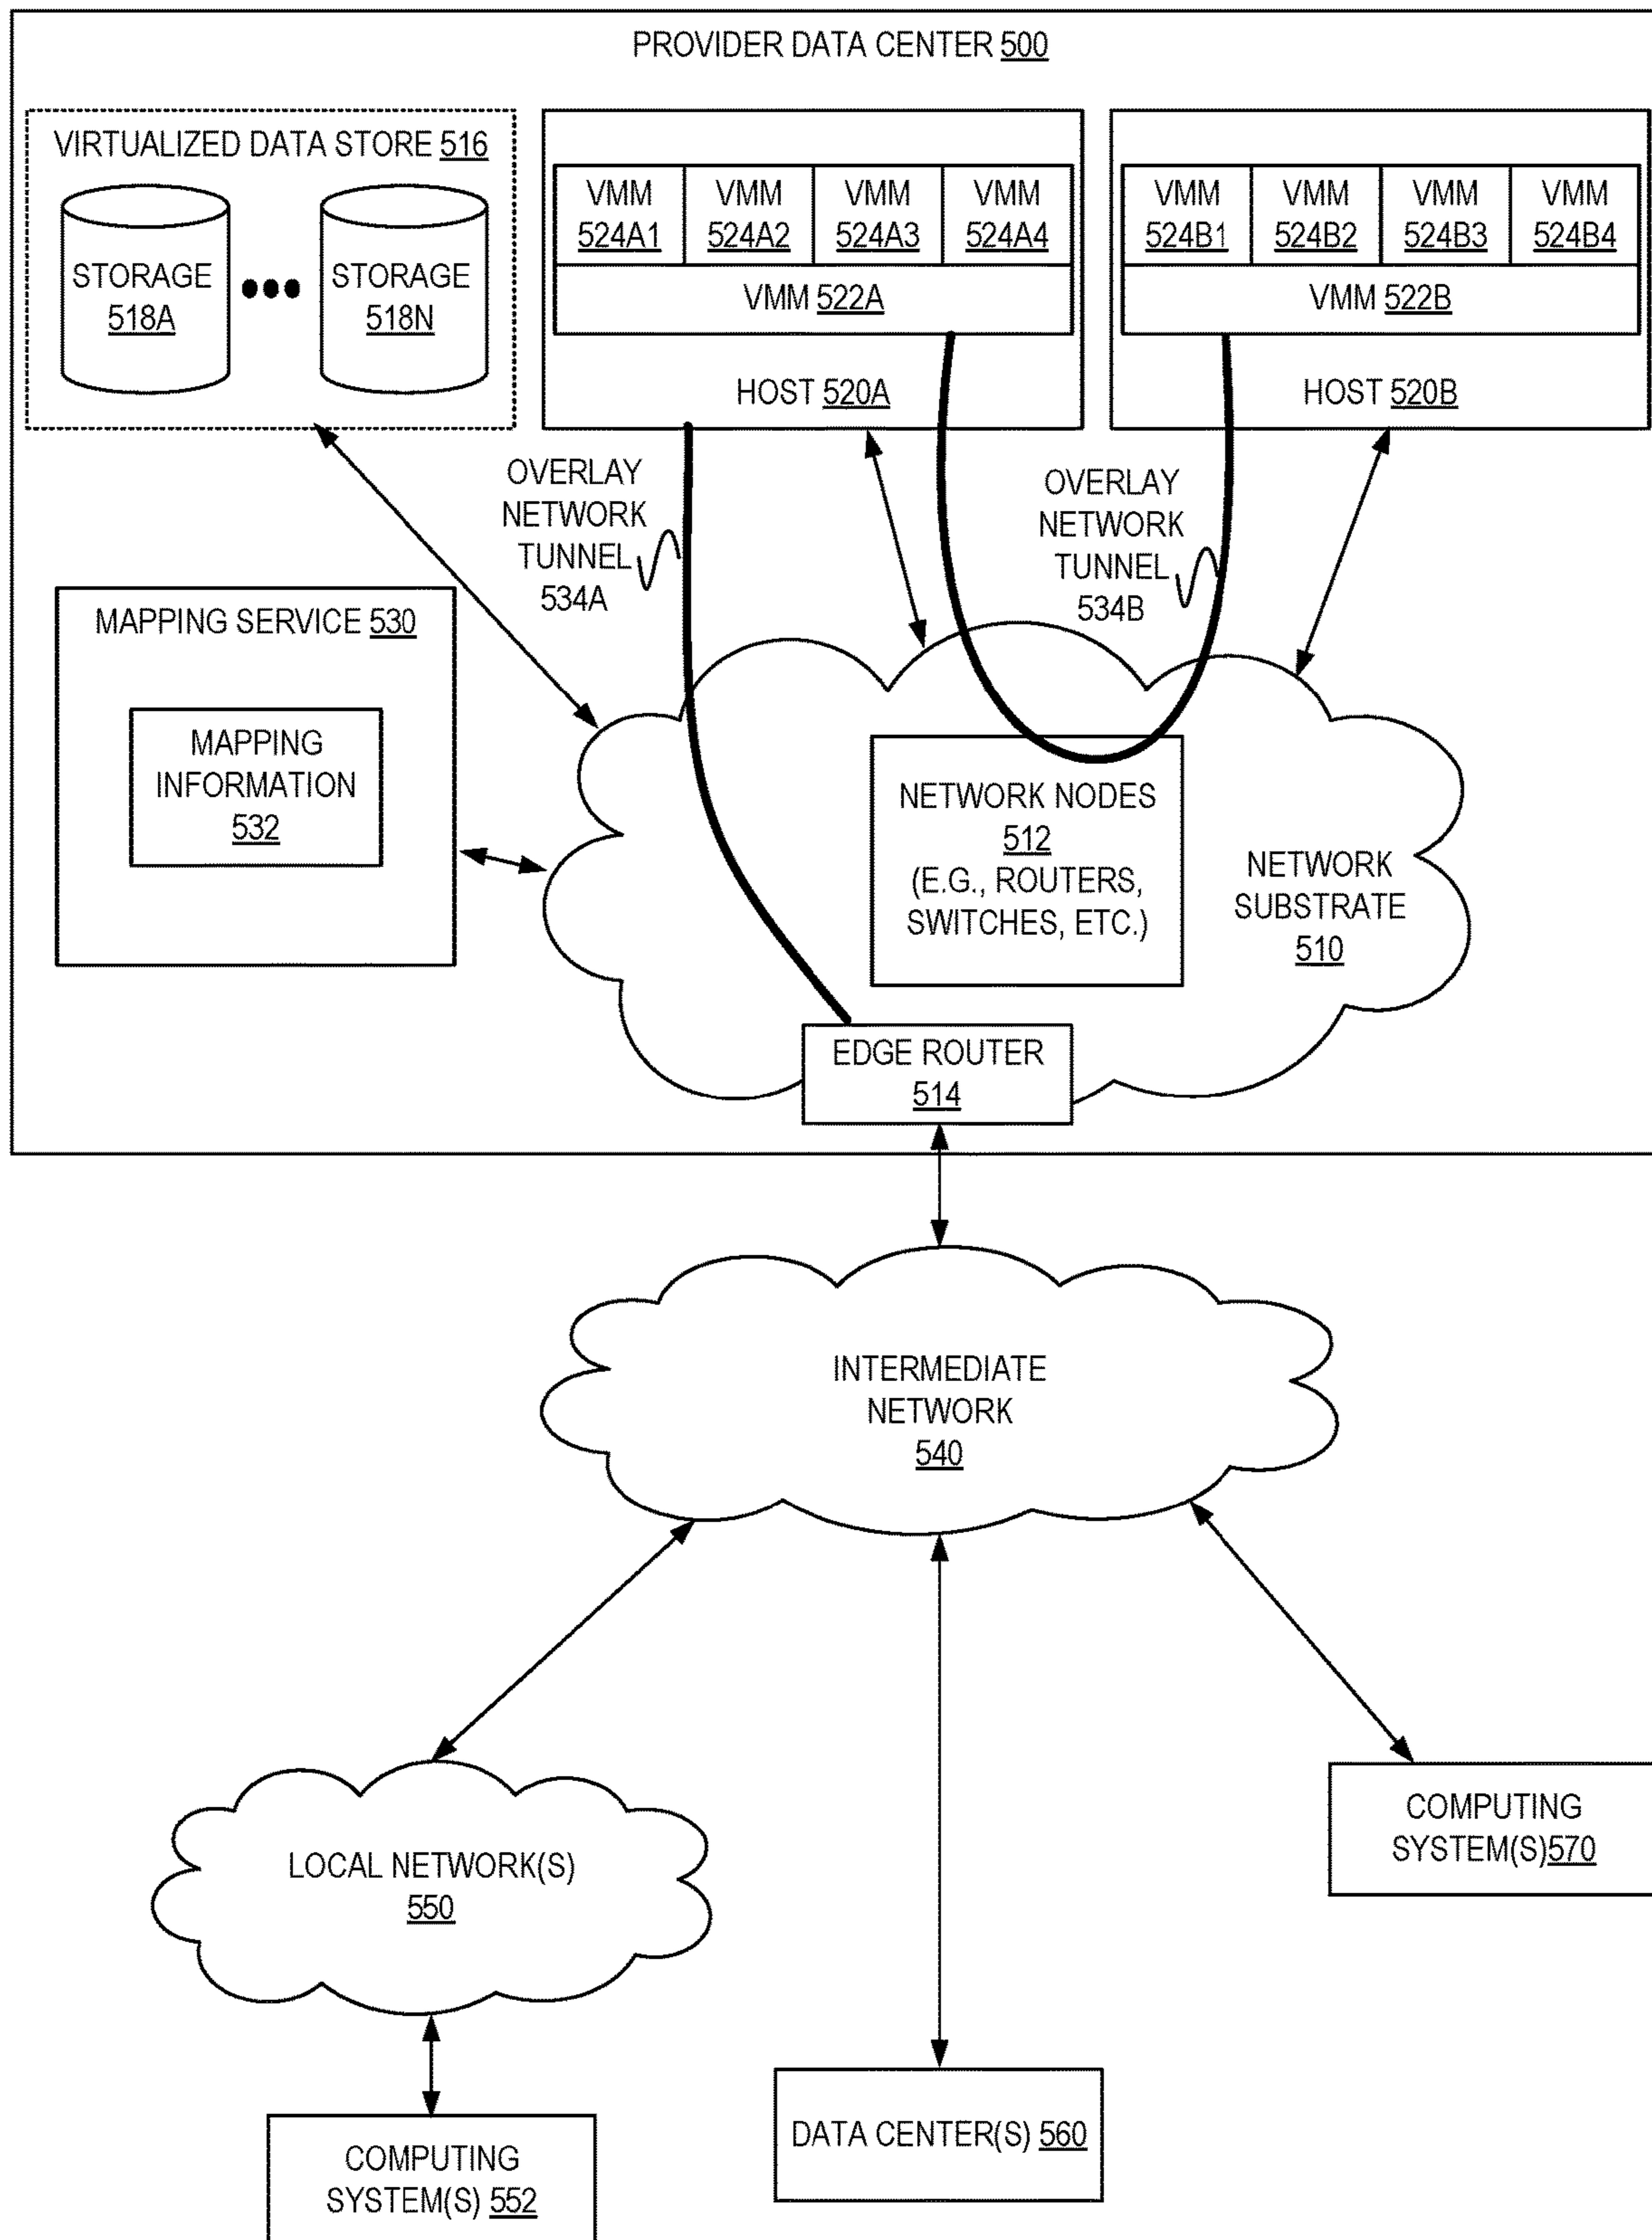 PROVIDER DATA CENTER 500
VIRTUALIZED DATA STORE 516
STORAGE
518A
STORAGE
518N
VMM
524A1
VMM
524A2
VMM
524A3
VMM
524A4
VMM 522A
HOST 520A
VMM
524B1
VMM
524B2
VMM
524B3
VMM
524B4
VMM 522B
HOST 520B
OVERLAY
NETWORK
TUNNEL
534A
OVERLAY
NETWORK
TUNNEL
534B
MAPPING SERVICE 530
MAPPING
INFORMATION
532
NETWORK NODES
512
(E.G., ROUTERS,
SWITCHES, ETC.)
NETWORK
SUBSTRATE
510
EDGE ROUTER
514
INTERMEDIATE
NETWORK
540
LOCAL NETWORK(S)
550
COMPUTING
SYSTEM(S)570
DATA CENTER(S) 560
COMPUTING
SYSTEM(S) 552